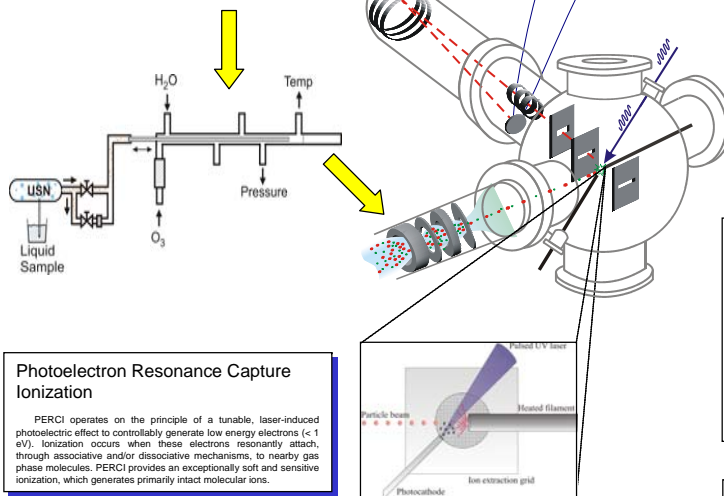 H2O
Temp
USN
Pressure
O3
Liquid
Sample
Photoelectron Resonance Capture
Ionization
PERCI operates on the principle of a tunable, laser-induced
photoelectric effect to controllably generate low energy electrons (< 1
eV). Ionization occurs when these electrons resonantly attach,
through associative and/or dissociative mechanisms, to nearby gas
phase molecules. PERCI provides an exceptionally soft and sensitive
ionization, which generates primarily intact molecular ions.
Pulsed UV laser
Particle beam
Heated filament
Ion extraction grid
Photocathode